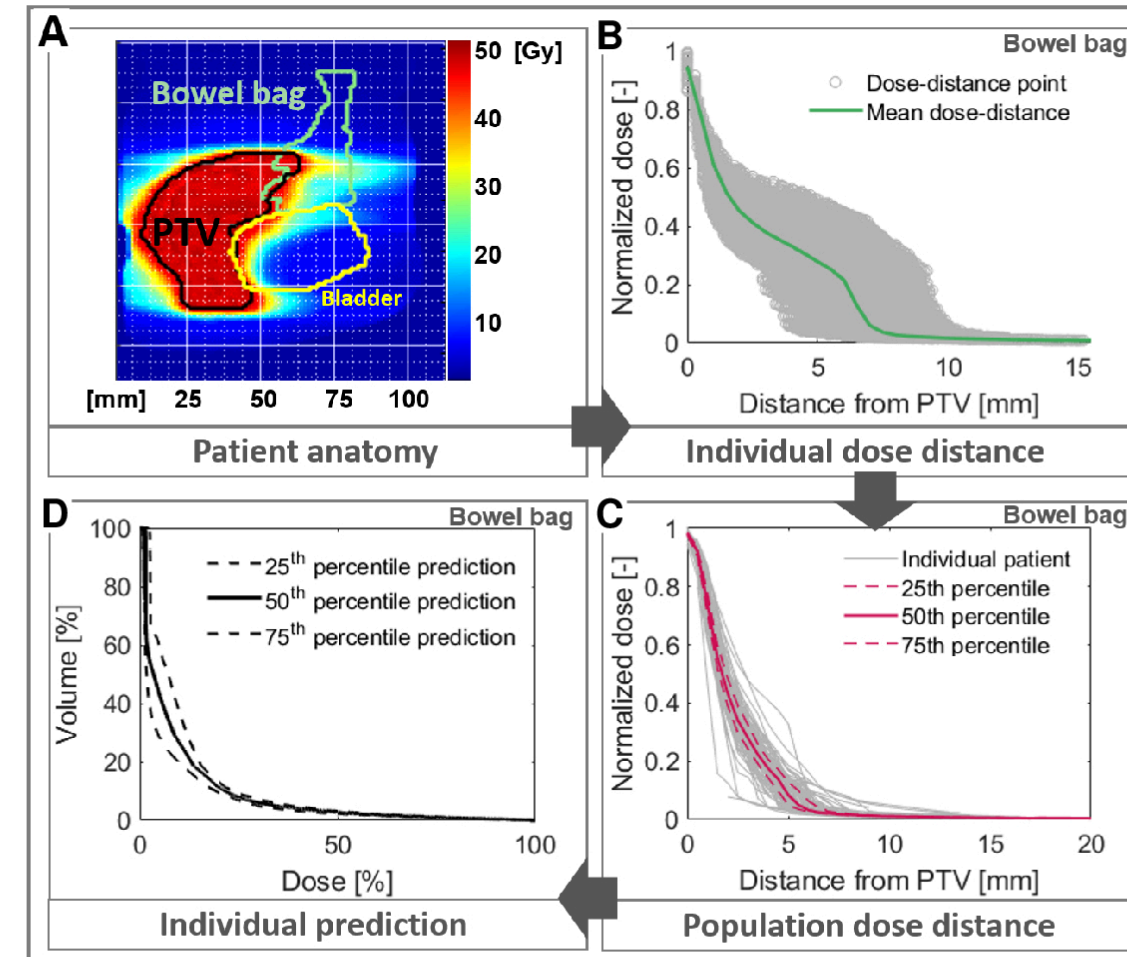 A
50 [Gy]
40
30
20
10
Bowel bag
PTV
Bladder
[mm] 25 50 75 100
Patient anatomy
B
Bowel bag
Dose-distance point
Mean dose-distance
Normalized dose [-]
1
0.8
0.6
0.4
0.2
0
0 5 10 15
Distance from PTV [mm]
Individual dose distance
D
Bowel bag
25th percentile prediction
50th percentile prediction
75th percentile prediction
Volume [%]
100
80
60
40
20
0
0 50 100
Dose [%]
Individual prediction
C
Bowel bag
Individual patient
25th percentile
50th percentile
75th percentile
Normalized dose [-]
1
0.8
0.6
0.4
0.2
0
0 5 10 15 20
Distance from PTV [mm]
Population dose distance